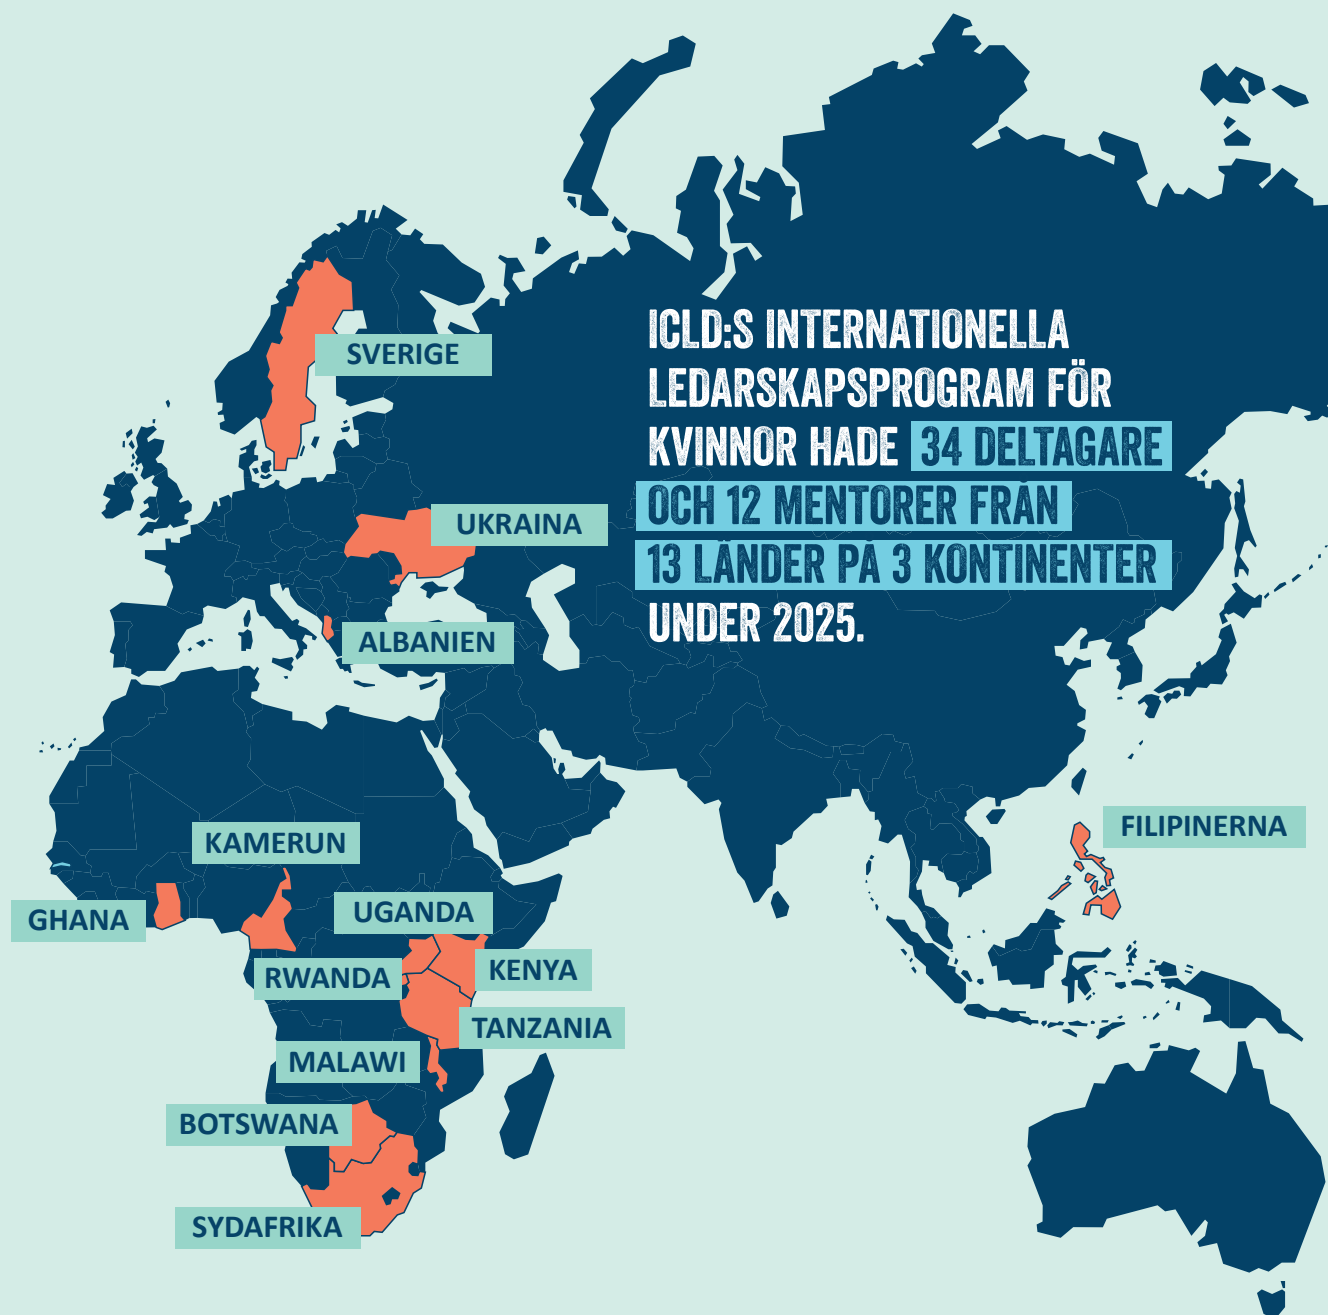 SVERIGE
ICLD:S INTERNATIONELLA
LEDARSKAPSPROGRAM FÖR
KVINNOR HADE 34 DELTAGARE
OCH 12 MENTORER FRÅN
13 LÄNDER PÅ 3 KONTINENTER
UNDER 2025.
UKRAINA
ALBANIEN
FILIPINERNA
KAMERUN
GHANA
UGANDA
RWANDA
KENYA
TANZANIA
MALAWI
BOTSWANA
SYDAFRIKA